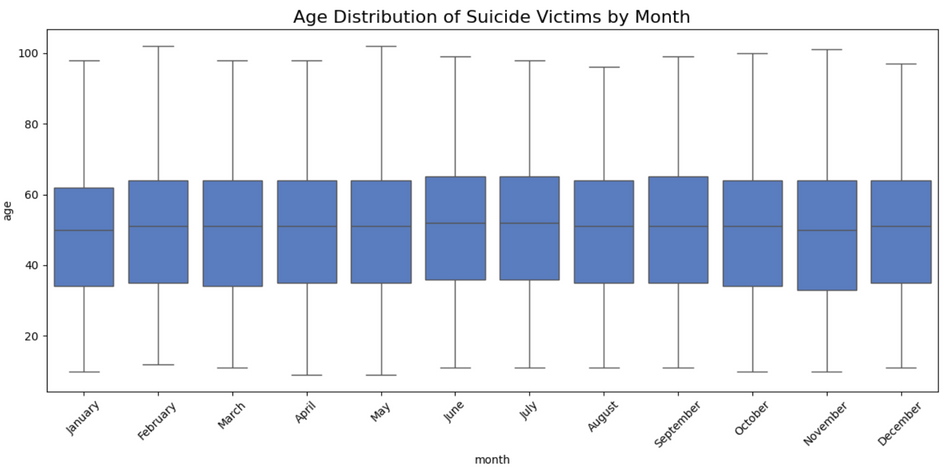 Age Distribution of Suicide Victims by Month
age
100
80
60
40
20
January
February
March
April
May
June
July
August
September
October
November
December
month